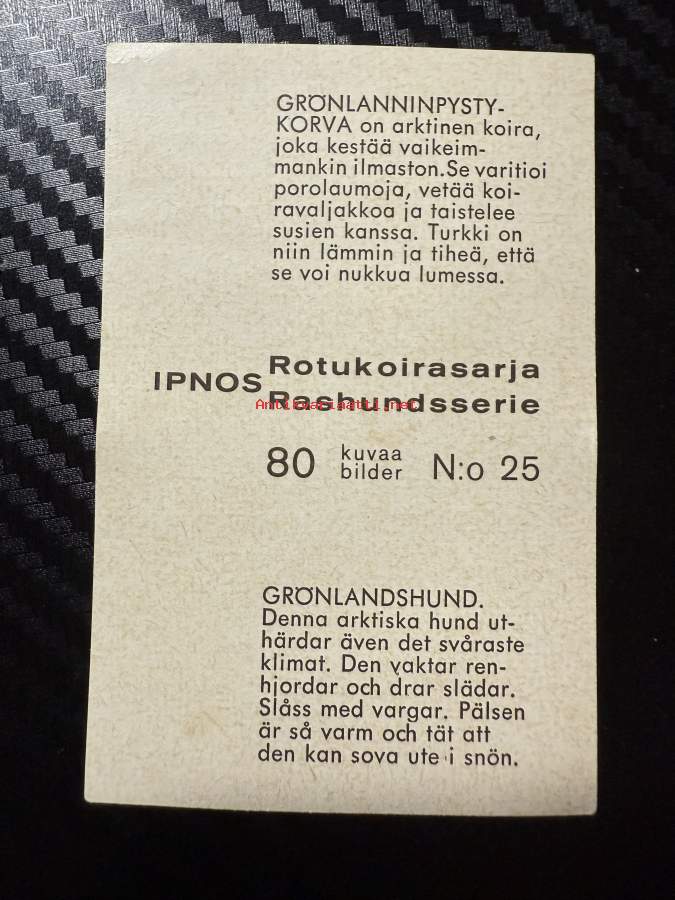 GRÖNLANNINPYSTY-
KORVA on arktinen koira,
joka kestää vaikeim-
mankin ilmaston.Se varitioi
porolaumoja, vetää koi-
ravaljakkoa ja taistelee
susien kanssa. Turkki on
niin lämmin ja tiheä, että
se voi nukkua lumessa.
IPNOS Rotukoirasarja
Rashundsserie
Antikvariaatti.net
80 kuvaa bilder N:o 25
GRÖNLANDSHUND.
Denna arktiska hund ut-
härdar även det svåraste
klimat. Den vaktar ren-
hjordar och drar slädar.
Slåss med vargar. Pälsen
är så varm och tät att
den kan sova ute i snön.